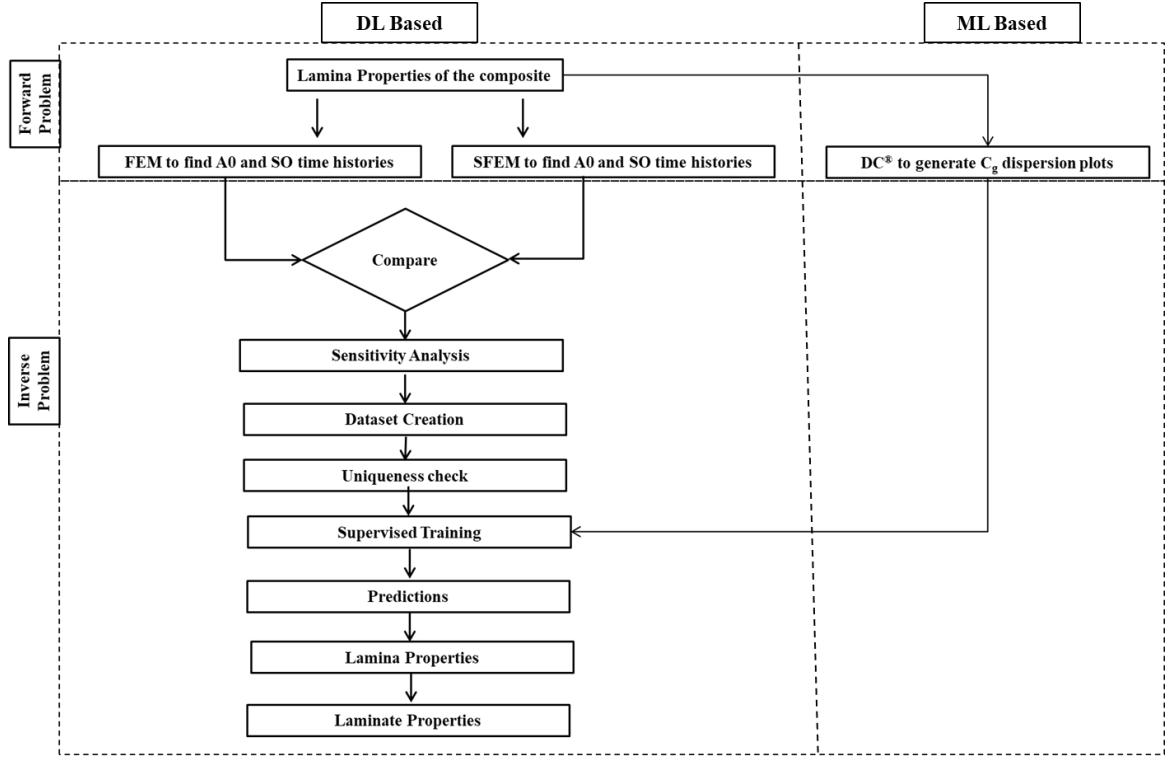 DL Based
ML Based
Forward
Problem
Lamina Properties of the composite
FEM to find A0 and SO time histories
SFEM to find A0 and SO time histories
DC® to generate Cg dispersion plots
Compare
Inverse
Problem
Sensitivity Analysis
Dataset Creation
Uniqueness check
Supervised Training
Predictions
Lamina Properties
Laminate Properties